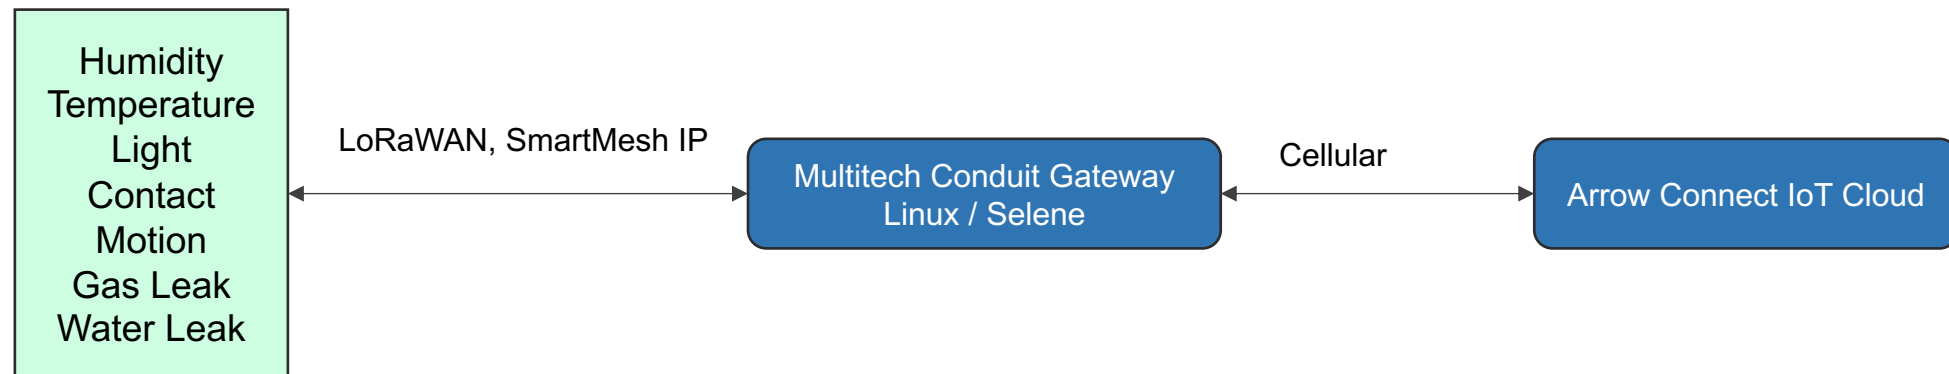 Humidity
Temperature
Light
Contact
Motion
Gas Leak
Water Leak
LoRaWAN, SmartMesh IP
Multitech Conduit Gateway
Linux / Selene
Cellular
Arrow Connect IoT Cloud